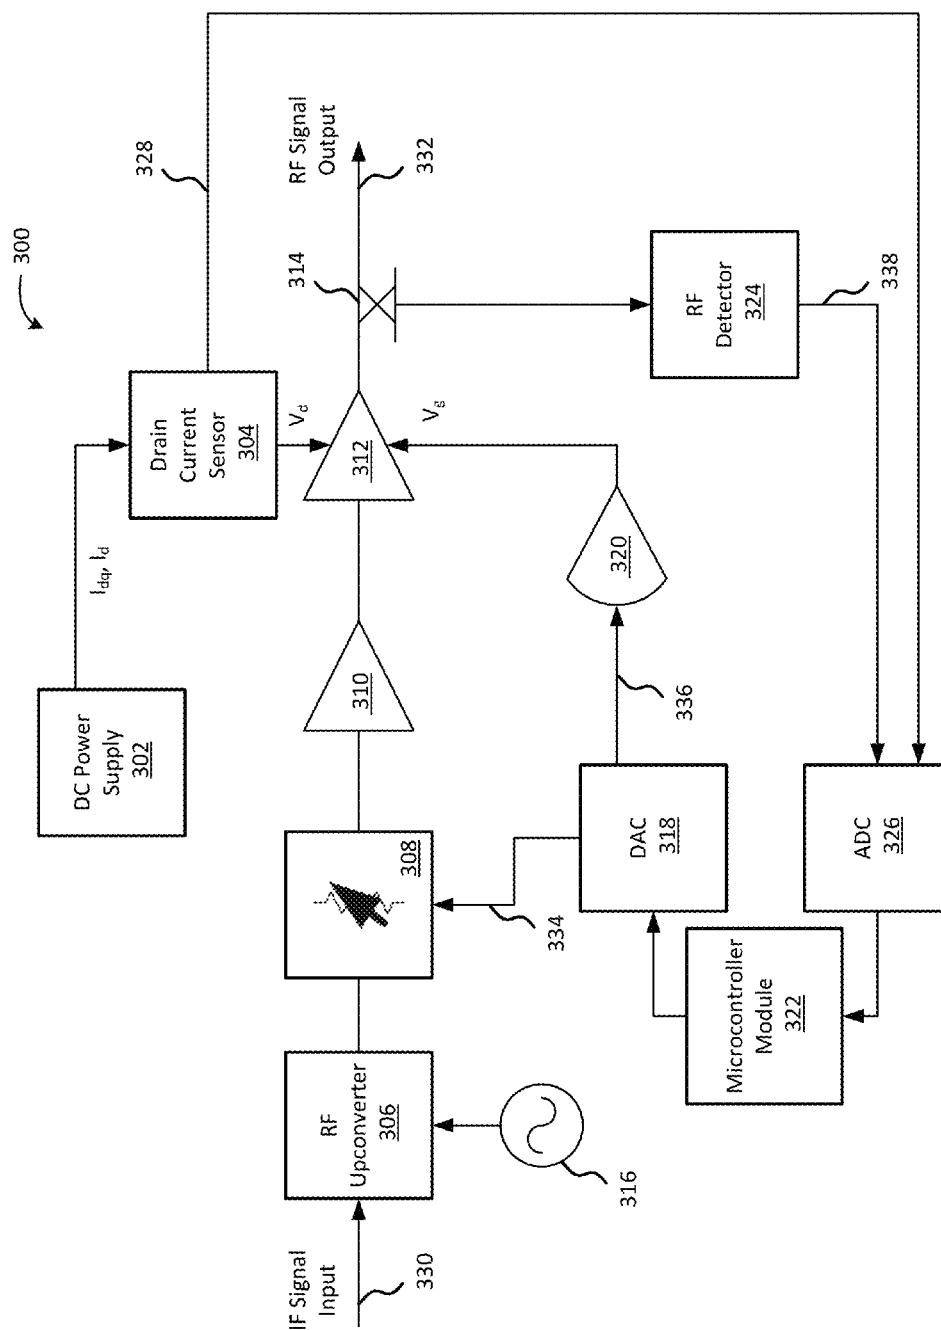 300
328
DC Power
Supply
302
I_dq, I_d
Drain
Current
Sensor
304
V_d
RF Signal
Output
332
314
312
310
308
RF
Upconverter
306
IF Signal
Input
330
316
334
V_g
320
336
DAC
318
RF
Detector
324
338
Microcontroller
Module
322
ADC
326